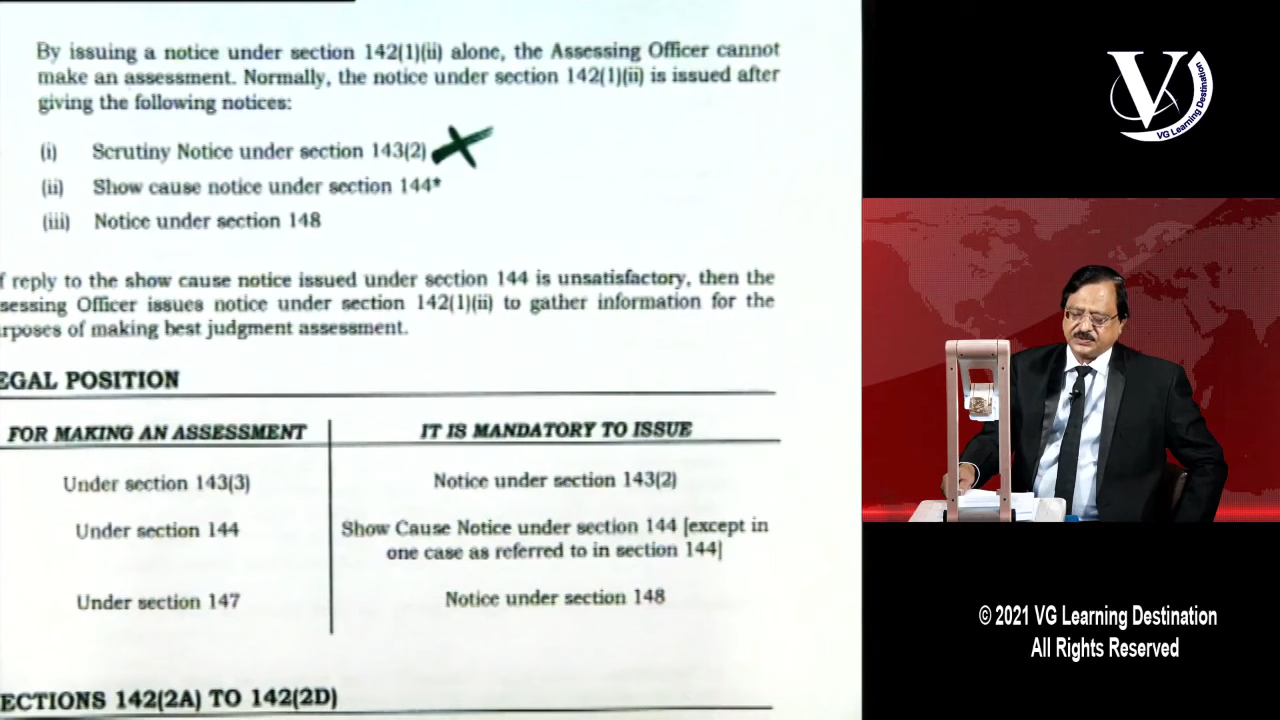 By issuing a notice under section 142(1)(ii) alone, the Assessing Officer cannot
make an assessment. Normally, the notice under section 142(1)(ii) is issued after
giving the following notices:
(i) Scrutiny Notice under section 143(2)
(ii) Show cause notice under section 144*
(iii) Notice under section 148
f reply to the show cause notice issued under section 144 is unsatisfactory, then the
sessing Officer issues notice under section 142(1)(ii) to gather information for the
rposes of making best judgment assessment.
EGAL POSITION
FOR MAKING AN ASSESSMENT IT IS MANDATORY TO ISSUE
Under section 143(3) Notice under section 143(2)
Under section 144 Show Cause Notice under section 144 [except in
one case as referred to in section 144]
Under section 147 Notice under section 148
ECTIONS 142(2A) TO 142(2D)
V
VG Learning Destination
© 2021 VG Learning Destination
All Rights Reserved